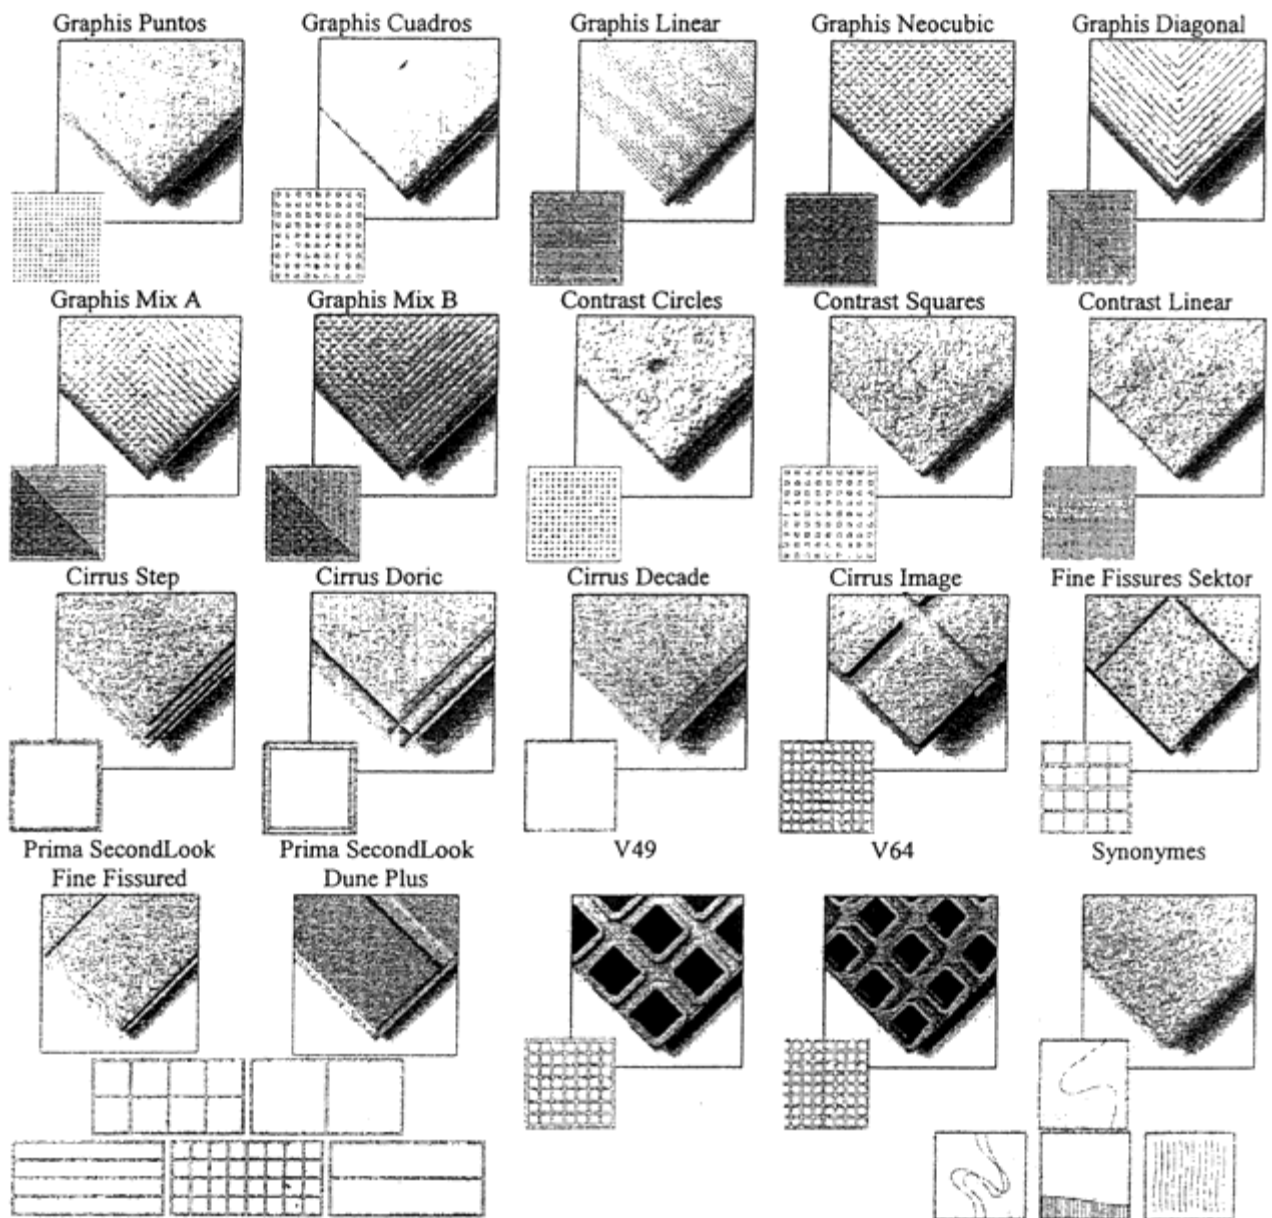 Graphis Puntos
Graphis Cuadros
Graphis Linear
Graphis Neocubic
Graphis Diagonal
Graphis Mix A
Graphis Mix B
Contrast Circles
Contrast Squares
Contrast Linear
Cirrus Step
Cirrus Doric
Cirrus Decade
Cirrus Image
Fine Fissures Sektor
Prima SecondLook
Fine Fissured
Prima SecondLook
Dune Plus
V49
V64
Synonymes